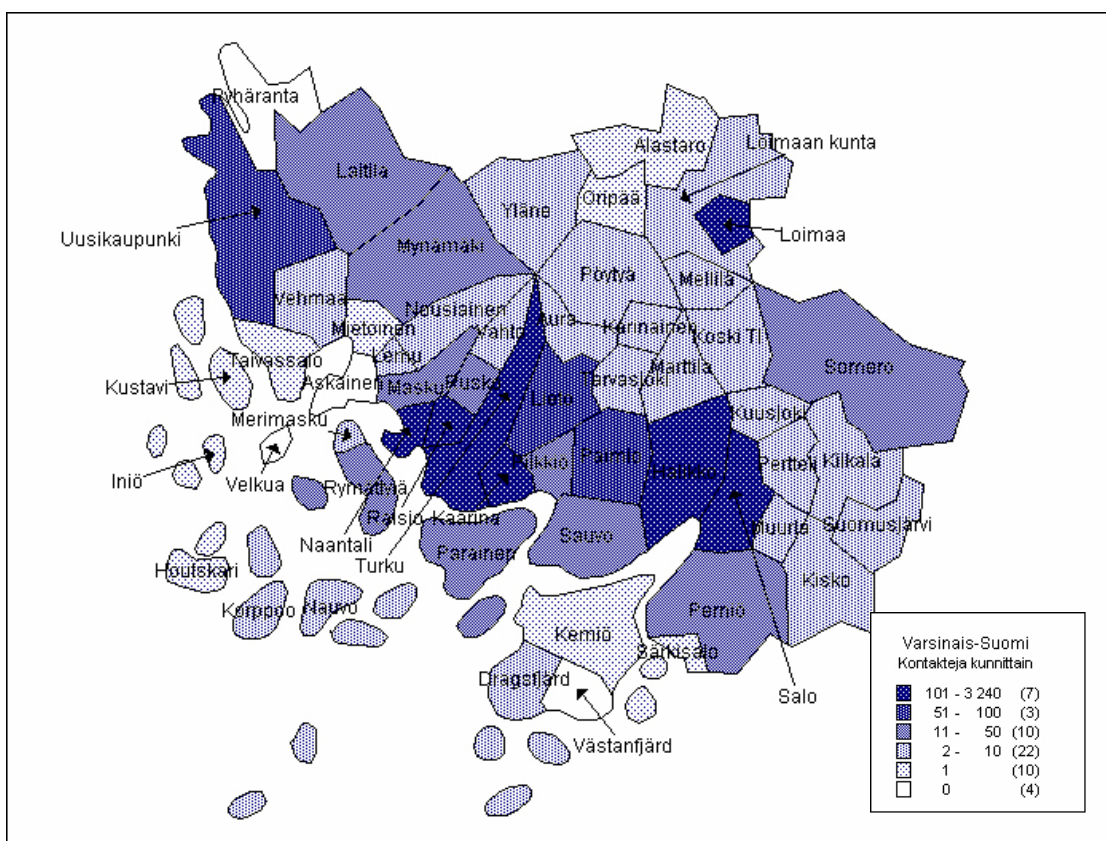 Pyhäranta
Alastaro
Loimaan kunta
Laitila
Oripää
Yläne
Uusikaupunki
Loimaa
Mynämäki
Pöytyä
Mellilä
Vehmaa
Nousiainen
Mietoinen
Vahto
Aura
Karinainen
Koski Tl
Lemu
Taivassalo
Marttila
Somero
Askainen
Masku
Rusko
Lieto
Tarvasjoki
Kustavi
Merimasku
Kuusjoki
Piikkiö
Paimio
Halikko
Pertteli
Kiikala
Iniö
Velkua
Rymättylä
Raisio
Kaarina
Muurla
Suomusjärvi
Naantali
Turku
Parainen
Sauvo
Houtskari
Kisko
Korppoo
Nauvo
Perniö
Kemiö
Särkisalo
Dragsfjärd
Salo
Västanfjärd
Varsinais-Suomi
Kontakteja kunnittain
101 - 3 240 (7)
51 - 100 (3)
11 - 50 (10)
2 - 10 (22)
1 (10)
0 (4)